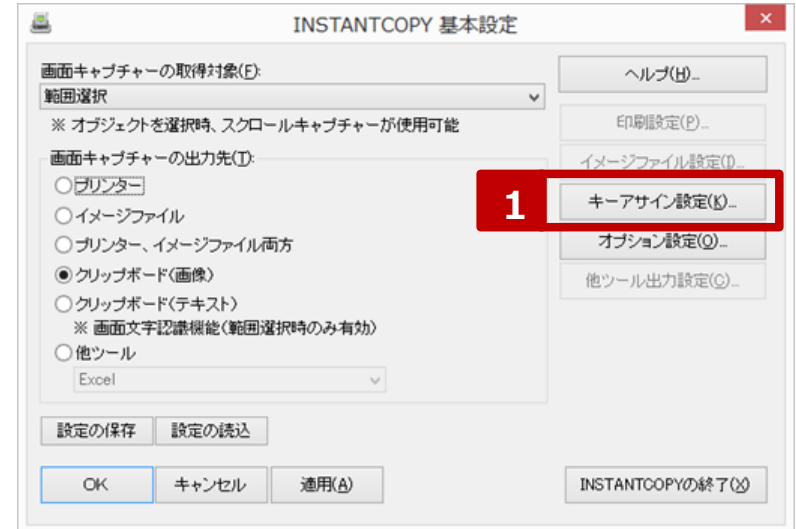 INSTANTCOPY 基本設定
画面キャプチャーの取得対象(F):
範囲選択
※ オブジェクトを選択時、スクロールキャプチャーが使用可能
画面キャプチャーの出力先(T):
プリンター
イメージファイル
プリンター、イメージファイル両方
クリップボード(画像)
クリップボード(テキスト)
※ 画面文字認識機能(範囲選択時のみ有効)
他ツール
Excel
設定の保存 設定の読込
OK キャンセル 適用(A)
ヘルプ(H)...
印刷設定(P)...
イメージファイル設定(I)...
1 キーアサイン設定(K)...
オプション設定(O)...
他ツール出力設定(C)...
INSTANTCOPYの終了(X)